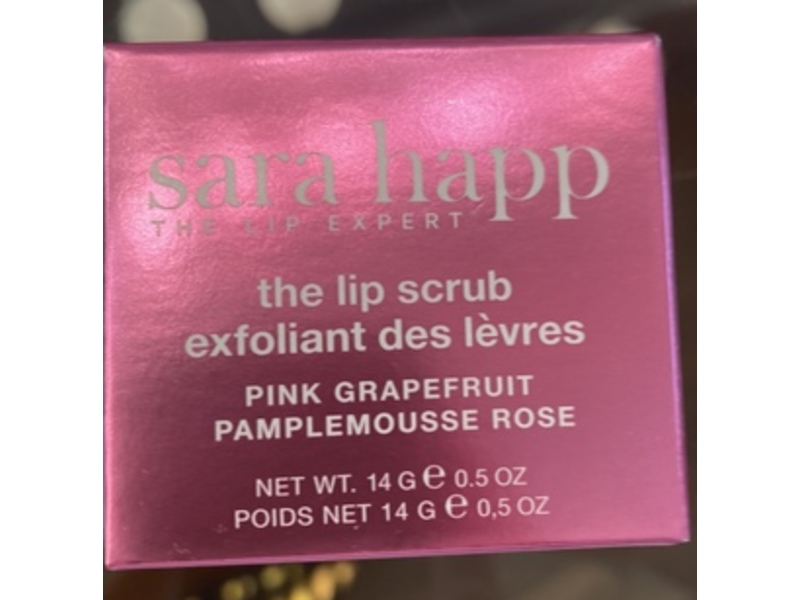 sara happ
THE LIP EXPERT
the lip scrub
exfoliant des lèvres
PINK GRAPEFRUIT
PAMPLEMOUSSE ROSE
NET WT. 14 G ℮ 0.5 OZ
POIDS NET 14 G ℮ 0,5 OZ